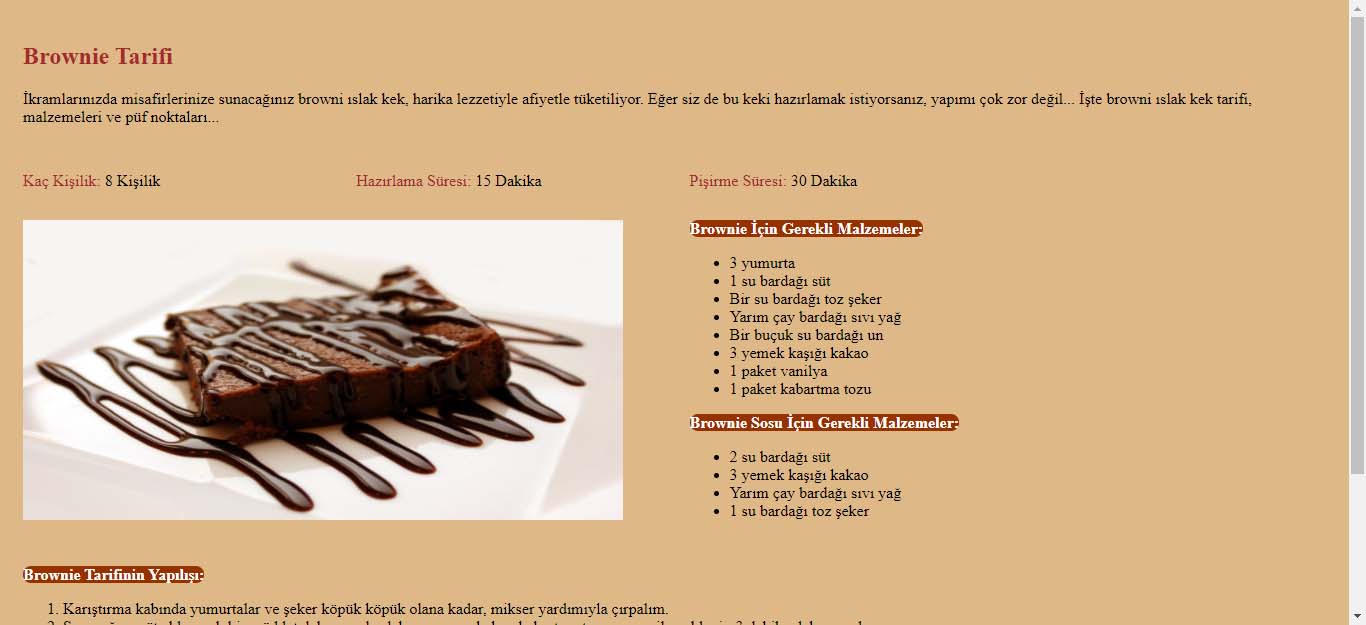 Brownie Tarifi
İkramlarınızda misafirlerinize sunacağınız browni ıslak kek, harika lezzetiyle afiyetle tüketiliyor. Eğer siz de bu keki hazırlamak istiyorsanız, yapımı çok zor değil... İşte browni ıslak kek tarifi,
malzemeleri ve püf noktaları...
Kaç Kişilik: 8 Kişilik
Hazırlama Süresi: 15 Dakika
Pişirme Süresi: 30 Dakika
Brownie İçin Gerekli Malzemeler:
• 3 yumurta
• 1 su bardağı süt
• Bir su bardağı toz şeker
• Yarım çay bardağı sıvı yağ
• Bir buçuk su bardağı un
• 3 yemek kaşığı kakao
• 1 paket vanilya
• 1 paket kabartma tozu
Brownie Sosu İçin Gerekli Malzemeler:
• 2 su bardağı süt
• 3 yemek kaşığı kakao
• Yarım çay bardağı sıvı yağ
• 1 su bardağı toz şeker
Brownie Tarifinin Yapılışı:
1. Karıştırma kabında yumurtalar ve şeker köpük köpük olana kadar, mikser yardımıyla çırpalım.